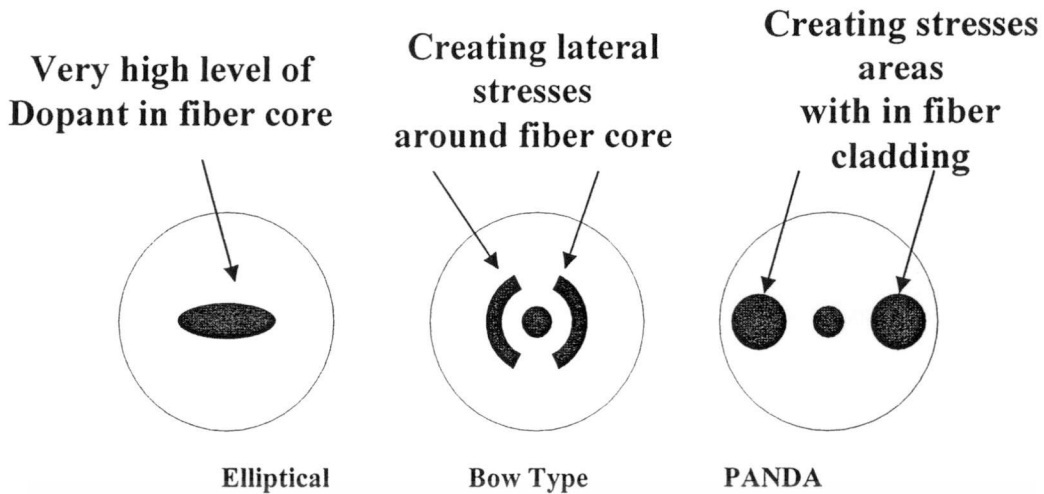 Very high level of
Dopant in fiber core
Creating lateral
stresses
around fiber core
Creating stresses
areas
with in fiber
cladding
Elliptical
Bow Type
PANDA